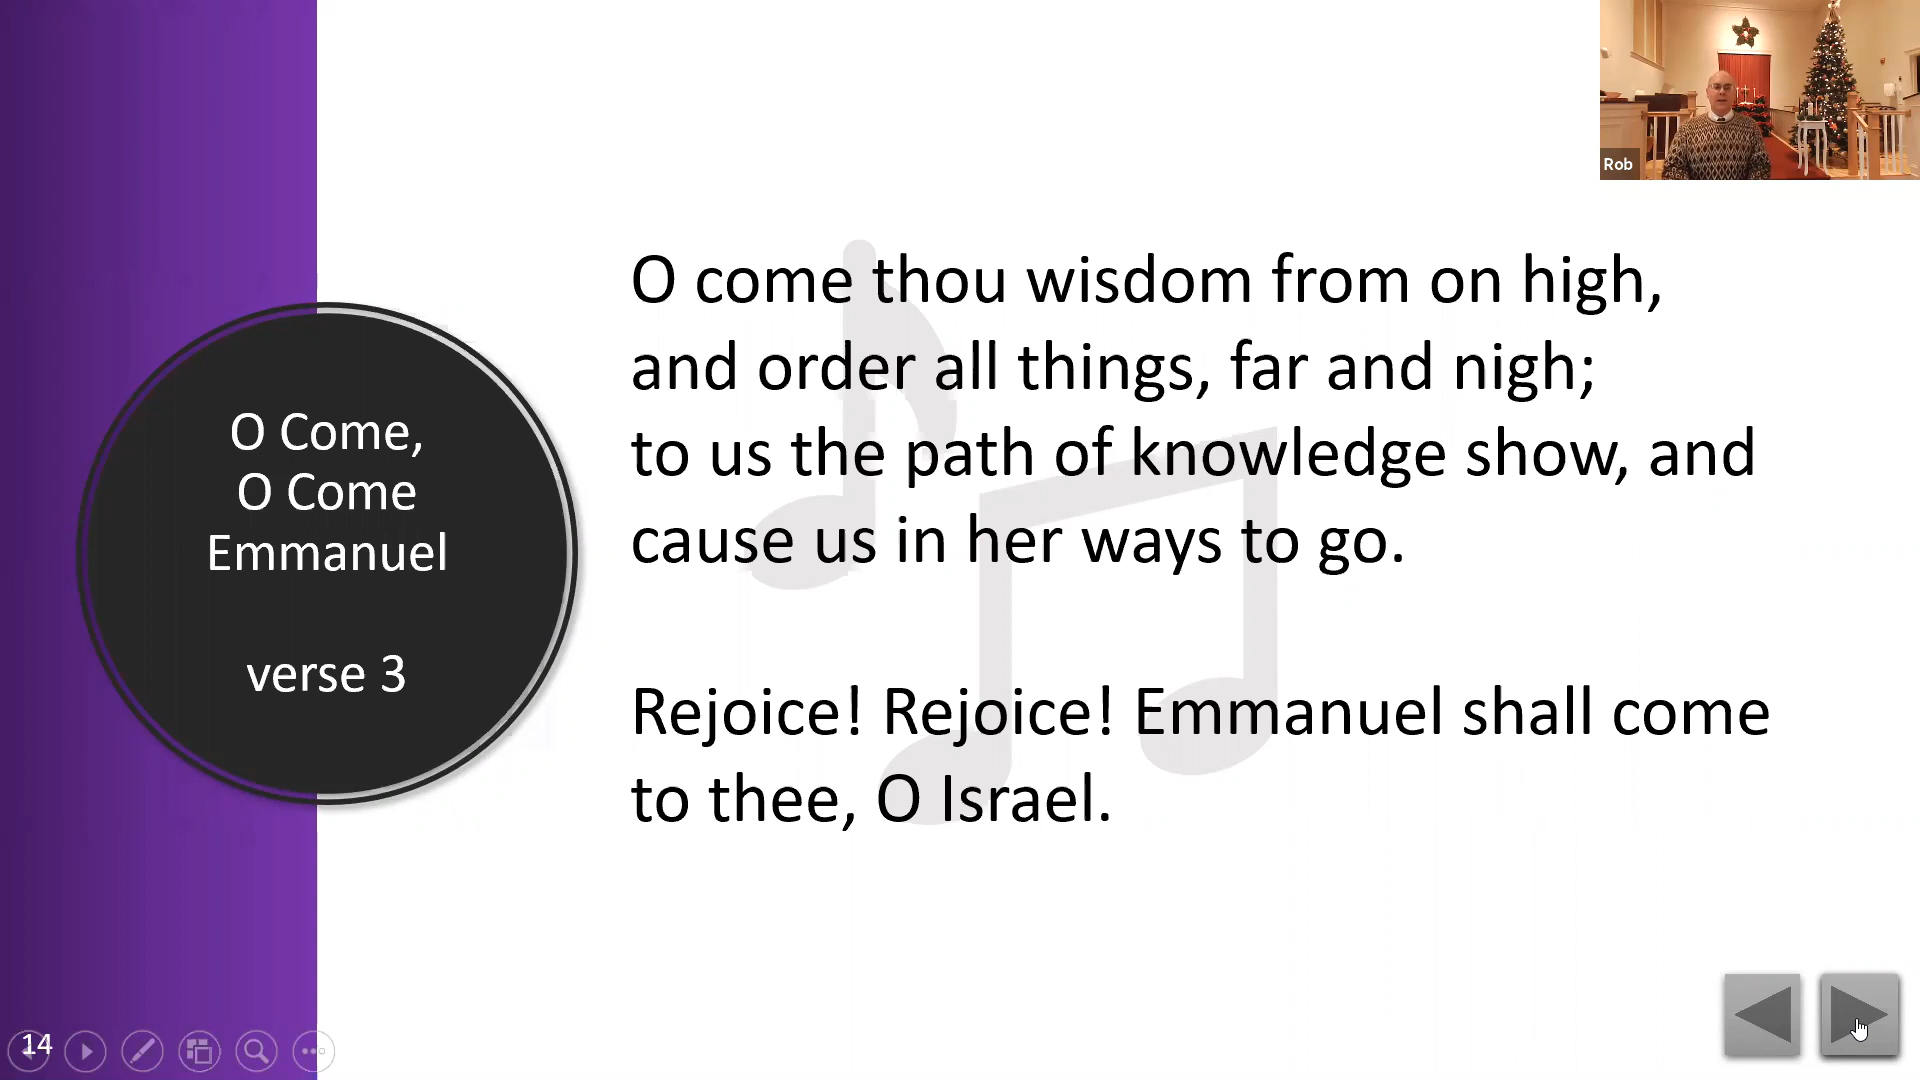 Rob
O Come,
O Come
Emmanuel
verse 3
O come thou wisdom from on high,
and order all things, far and nigh;
to us the path of knowledge show, and
cause us in her ways to go.
Rejoice! Rejoice! Emmanuel shall come
to thee, O Israel.
14